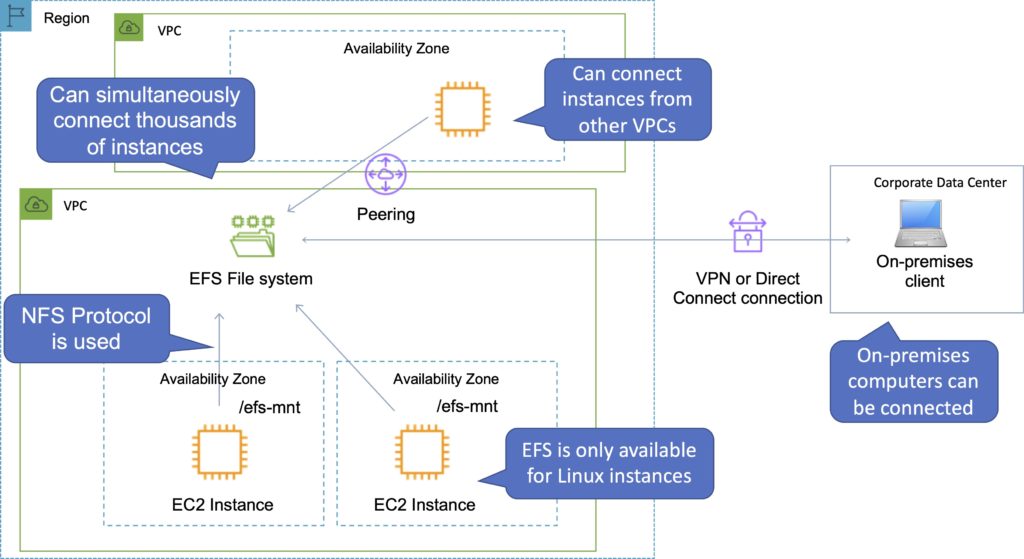 Region
VPC
Availability Zone
Can simultaneously
connect thousands
of instances
Can connect
instances from
other VPCs
Peering
VPC
EFS File system
NFS Protocol
is used
VPN or Direct
Connect connection
Corporate Data Center
On-premises
client
On-premises
computers can
be connected
Availability Zone
/efs-mnt
EC2 Instance
Availability Zone
/efs-mnt
EC2 Instance
EFS is only available
for Linux instances